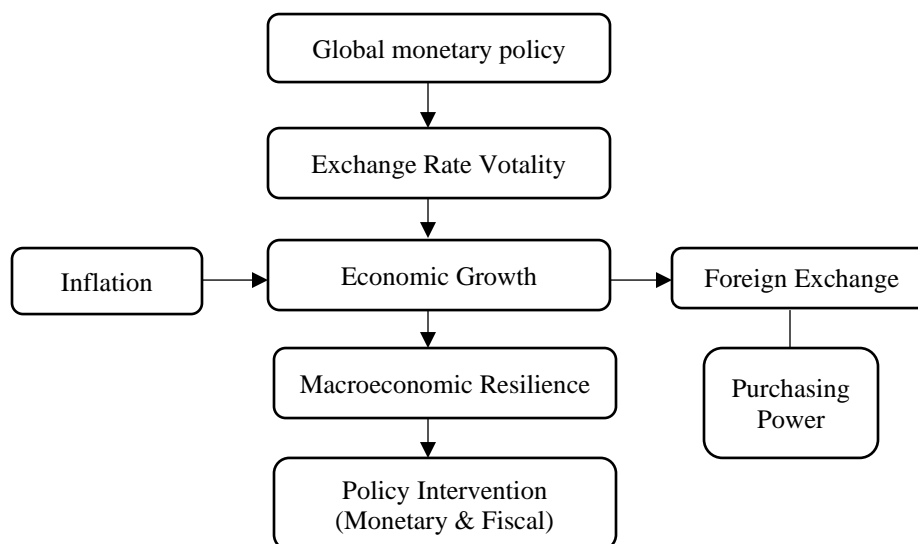 Global monetary policy
Exchange Rate Votality
Inflation
Economic Growth
Foreign Exchange
Macroeconomic Resilience
Purchasing
Power
Policy Intervention
(Monetary & Fiscal)